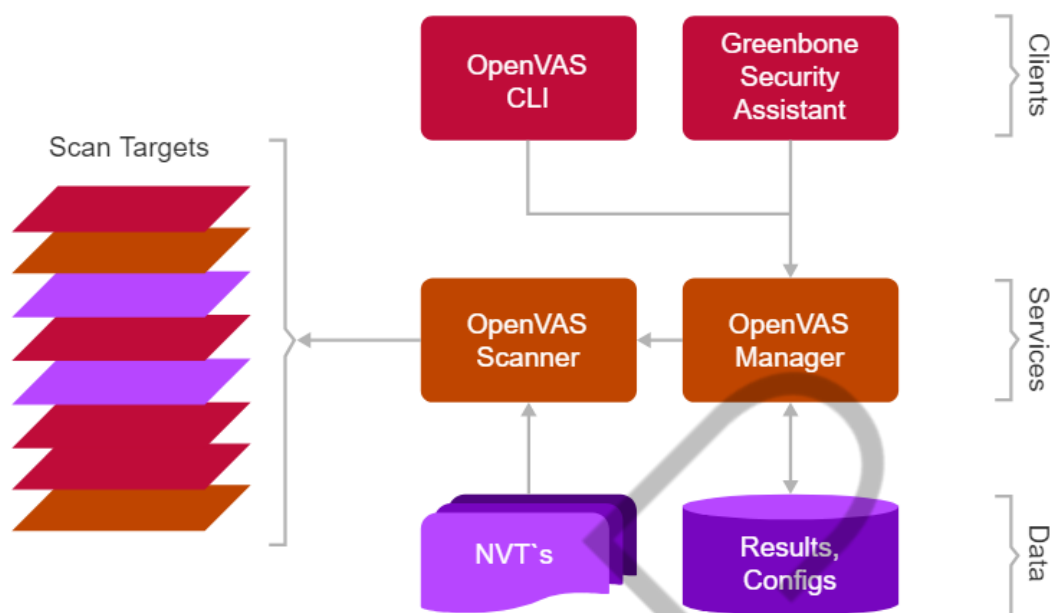 OpenVAS
CLI
Greenbone
Security
Assistant
Clients
Scan Targets
OpenVAS
Scanner
OpenVAS
Manager
Services
NVT`s
Results,
Configs
Data